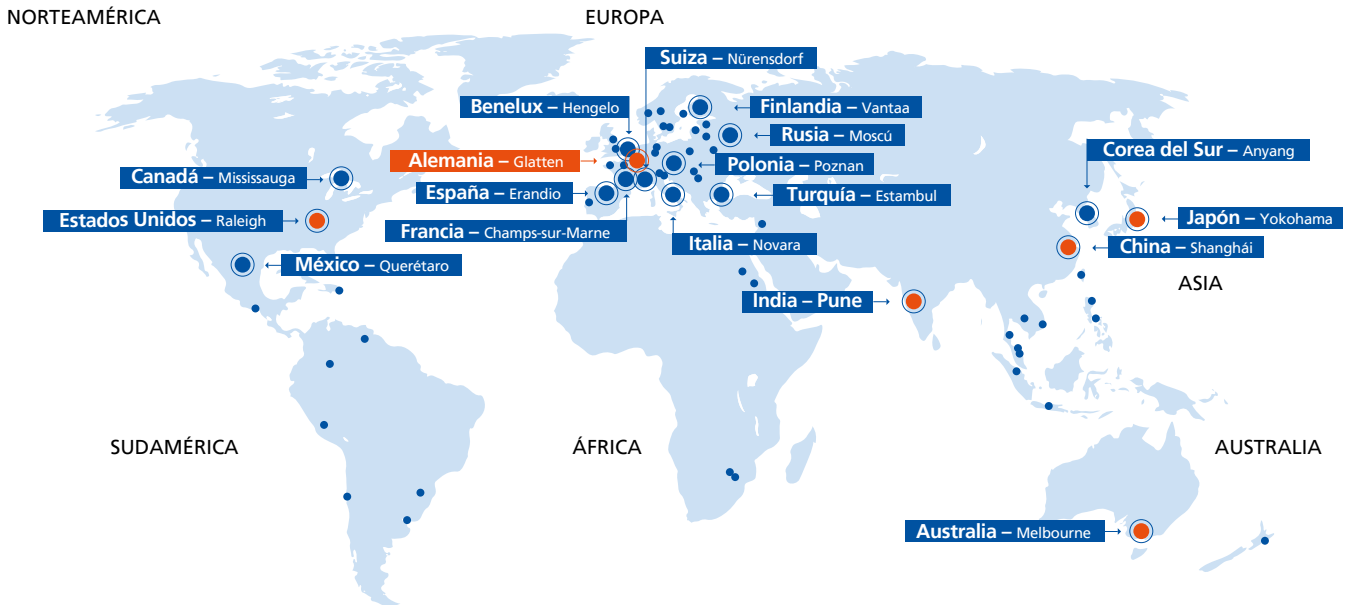 NORTEAMÉRICA
EUROPA
Suiza – Nürensdorf
Benelux – Hengelo
Finlandia – Vantaa
Rusia – Moscú
Alemania – Glatten
Polonia – Poznan
Corea del Sur – Anyang
Canadá – Mississauga
España – Erandio
Turquía – Estambul
Estados Unidos – Raleigh
Francia – Champs-sur-Marne
Italia – Novara
Japón – Yokohama
China – Shanghái
México – Querétaro
ASIA
India – Pune
SUDAMÉRICA
ÁFRICA
AUSTRALIA
Australia – Melbourne